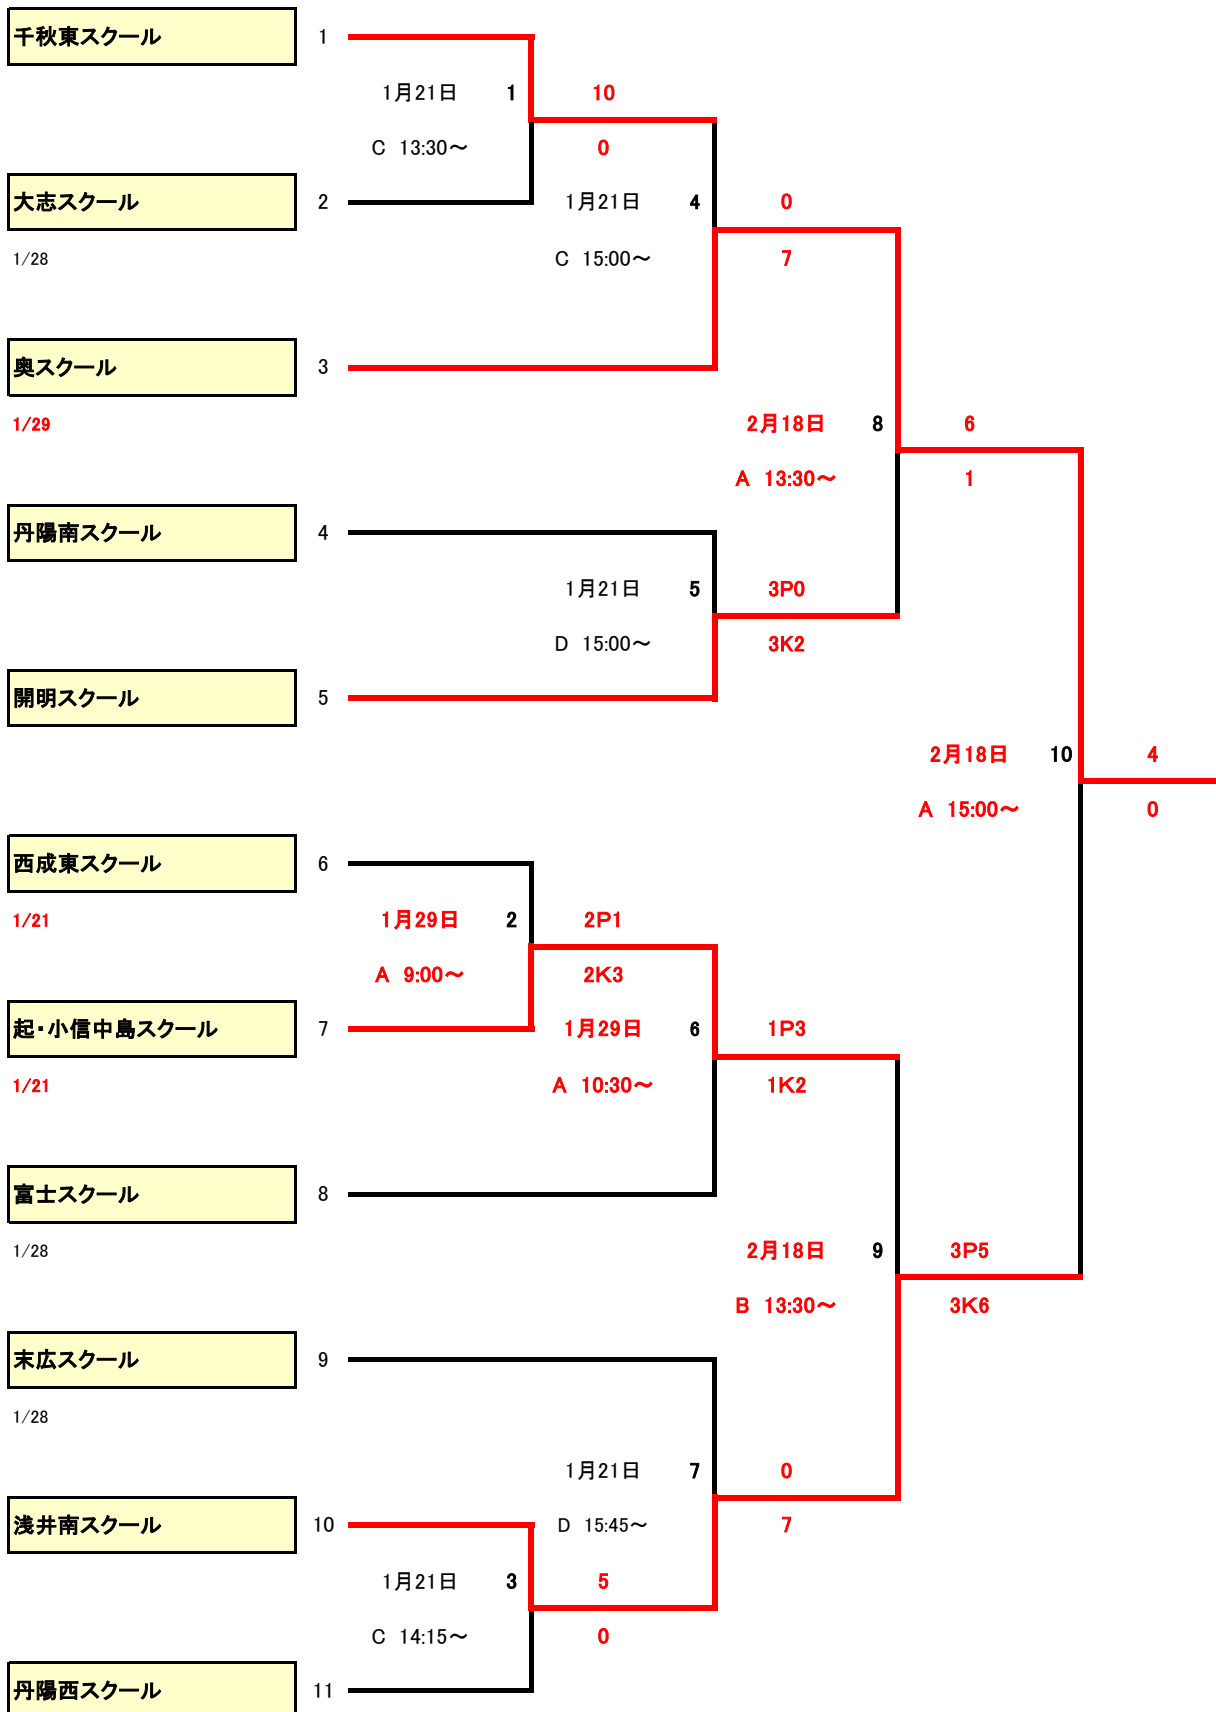 千秋東スクール 1
1月21日 1 10
C 13:30～ 0
大志スクール 2 1月21日 4 0
1/28 C 15:00～ 7
奥スクール 3
1/29 2月18日 8 6
A 13:30～ 1
丹陽南スクール 4
1月21日 5 3P0
D 15:00～ 3K2
開明スクール 5
2月18日 10 4
A 15:00～ 0
西成東スクール 6
1/21 1月29日 2 2P1
A 9:00～ 2K3
起・小信中島スクール 7 1月29日 6 1P3
1/21 A 10:30～ 1K2
富士スクール 8
1/28 2月18日 9 3P5
B 13:30～ 3K6
末広スクール 9
1/28
1月21日 7 0
浅井南スクール 10 D 15:45～ 7
1月21日 3 5
C 14:15～ 0
丹陽西スクール 11